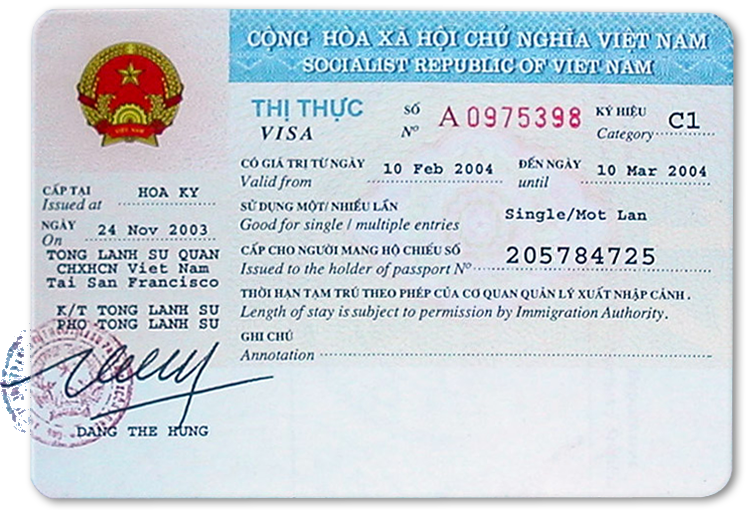 CỘNG HÒA XÃ HỘI CHỦ NGHĨA VIỆT NAM
SOCIALIST REPUBLIC OF VIET NAM
VIỆT NAM
THỊ THỰC SỐ A 0975398 KÝ HIỆU C1
VISA Nº Category
CÓ GIÁ TRỊ TỪ NGÀY 10 Feb 2004 ĐẾN NGÀY 10 Mar 2004
Valid from until
SỬ DỤNG MỘT/ NHIỀU LẦN Single/Mot Lan
Good for single / multiple entries
CẤP CHO NGƯỜI MANG HỘ CHIẾU SỐ 205784725
Issued to the holder of passport Nº
THỜI HẠN TẠM TRÚ THEO PHÉP CỦA CƠ QUAN QUẢN LÝ XUẤT NHẬP CẢNH .
Length of stay is subject to permission by Immigration Authority.
GHI CHÚ
Annotation
CẤP TẠI HOA KY
Issued at
NGÀY 24 Nov 2003
On
TONG LANH SU QUAN
CHXHCN Viet Nam
Tai San Francisco
K/T TONG LANH SU
PHO TONG LANH SU
DANG THE HUNG